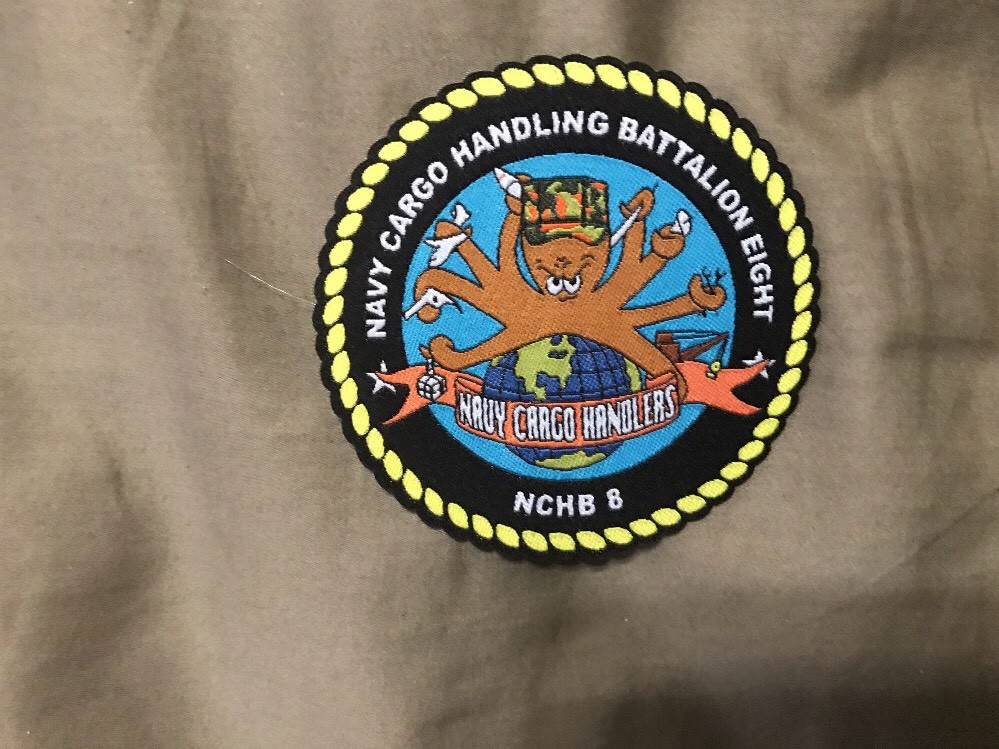 NAVY CARGO HANDLING BATTALION EIGHT
NAVY CARGO HANDLERS
NCHB 8